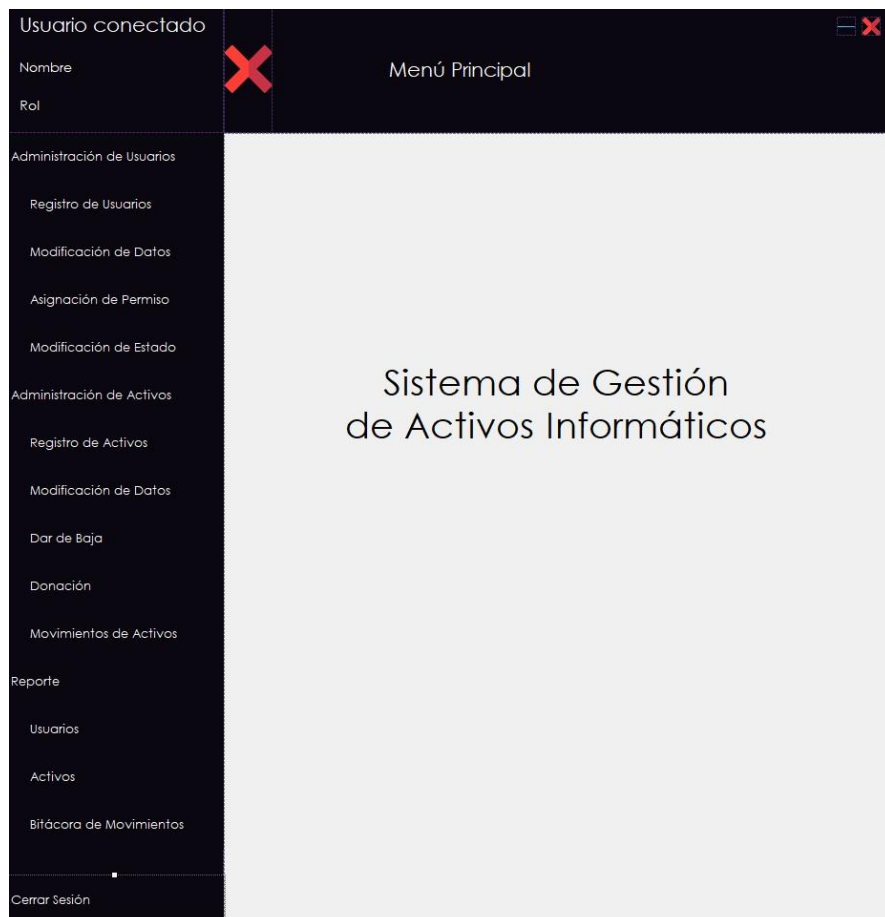 Usuario conectado
Nombre
Rol
Menú Principal
Administración de Usuarios
Registro de Usuarios
Modificación de Datos
Asignación de Permiso
Modificación de Estado
Administración de Activos
Registro de Activos
Modificación de Datos
Dar de Baja
Donación
Movimientos de Activos
Reporte
Usuarios
Activos
Bitácora de Movimientos
Cerrar Sesión
Sistema de Gestión
de Activos Informáticos